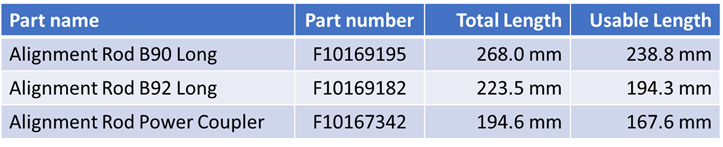 Part name Part number Total Length Usable Length
Alignment Rod B90 Long F10169195 268.0 mm 238.8 mm
Alignment Rod B92 Long F10169182 223.5 mm 194.3 mm
Alignment Rod Power Coupler F10167342 194.6 mm 167.6 mm